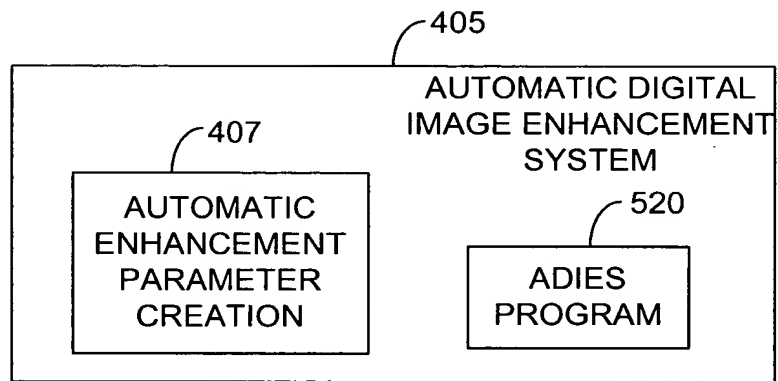 405
AUTOMATIC DIGITAL
IMAGE ENHANCEMENT
SYSTEM
407
AUTOMATIC
ENHANCEMENT
PARAMETER
CREATION
520
ADIES
PROGRAM